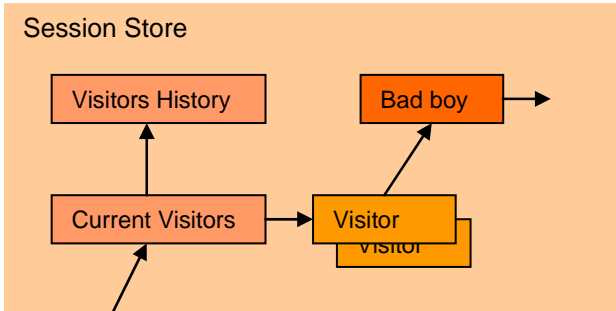 Session Store
Visitors History
Bad boy
Current Visitors
Visitor
Visitor